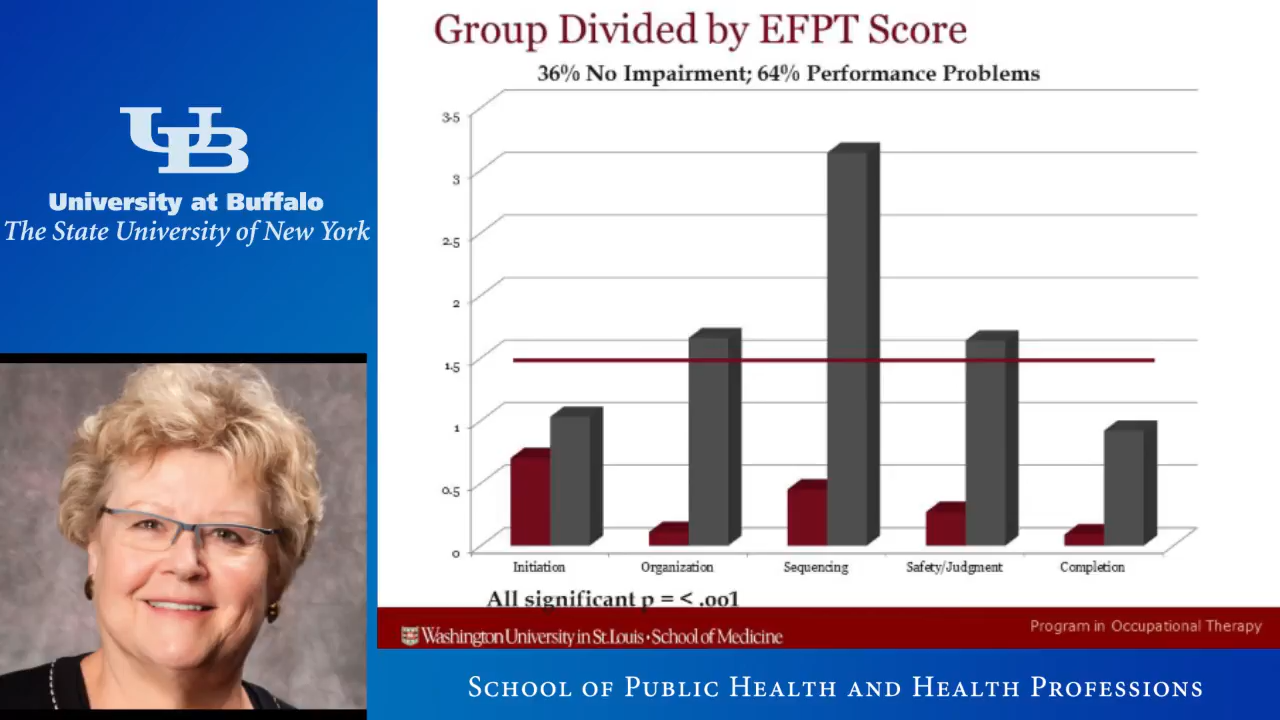 UB
University at Buffalo
The State University of New York
Group Divided by EFPT Score
36% No Impairment; 64% Performance Problems
3.5
3
2.5
2
1.5
1
0.5
0
Initiation Organization Sequencing Safety/Judgment Completion
All significant p = < .001
Washington University in St. Louis • School of Medicine
Program in Occupational Therapy
School of Public Health and Health Professions